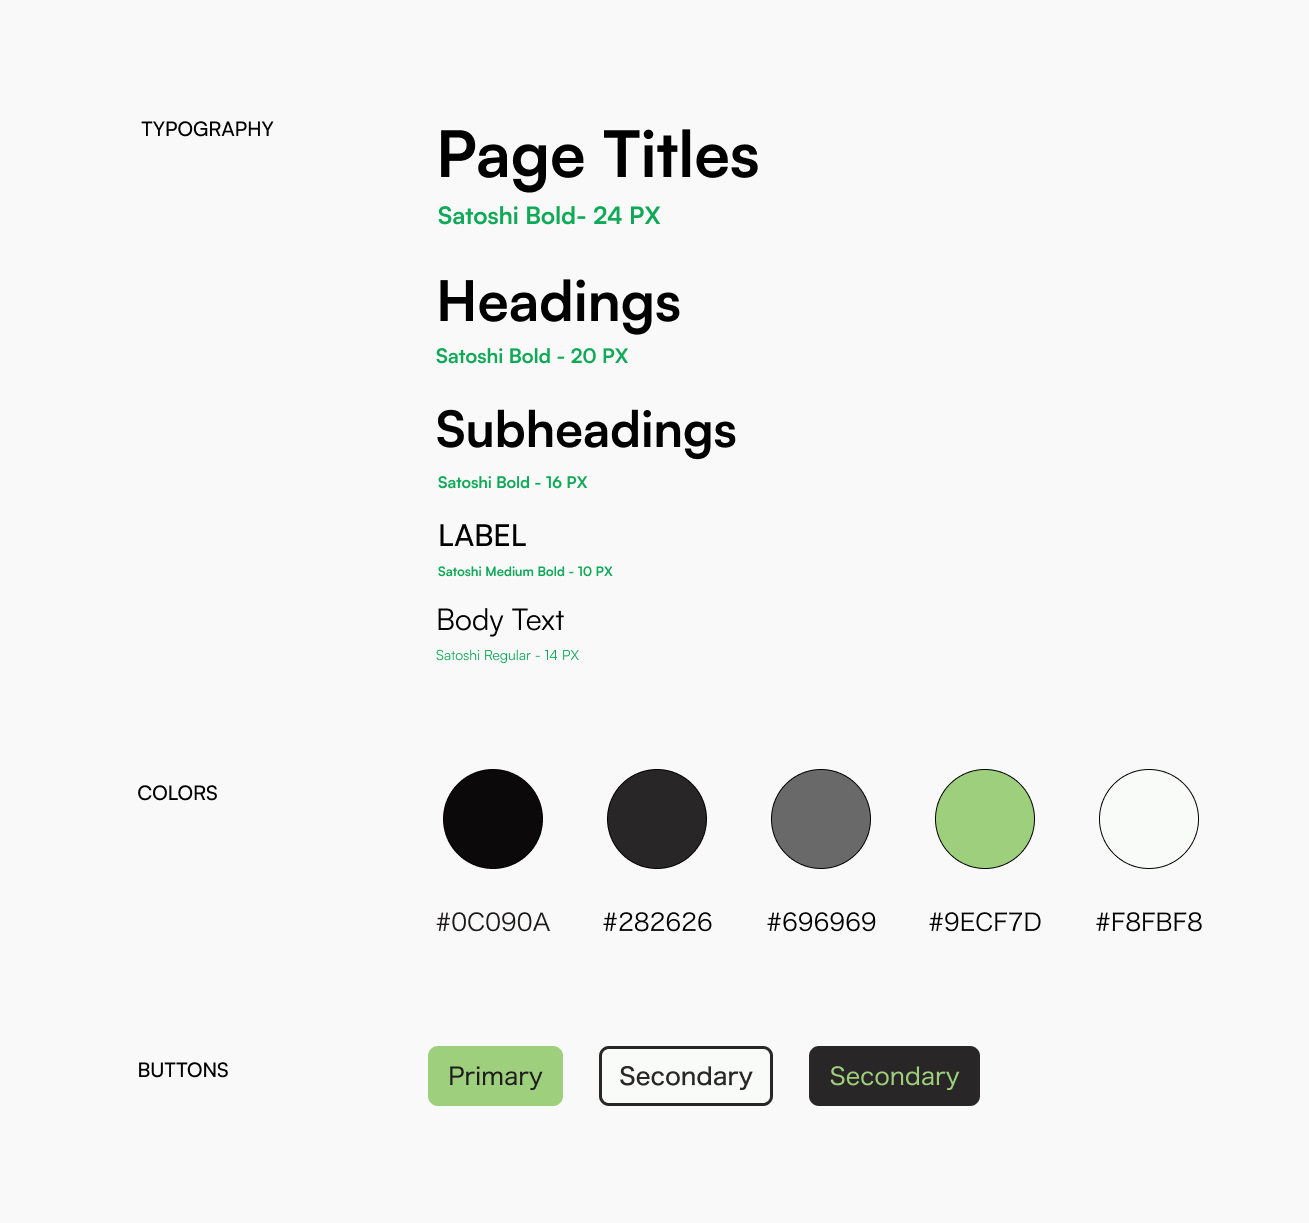 TYPOGRAPHY
Page Titles
Satoshi Bold- 24 PX
Headings
Satoshi Bold - 20 PX
Subheadings
Satoshi Bold - 16 PX
LABEL
Satoshi Medium Bold - 10 PX
Body Text
Satoshi Regular - 14 PX
COLORS
#0C090A #282626 #696969 #9ECF7D #F8FBF8
BUTTONS
Primary Secondary Secondary